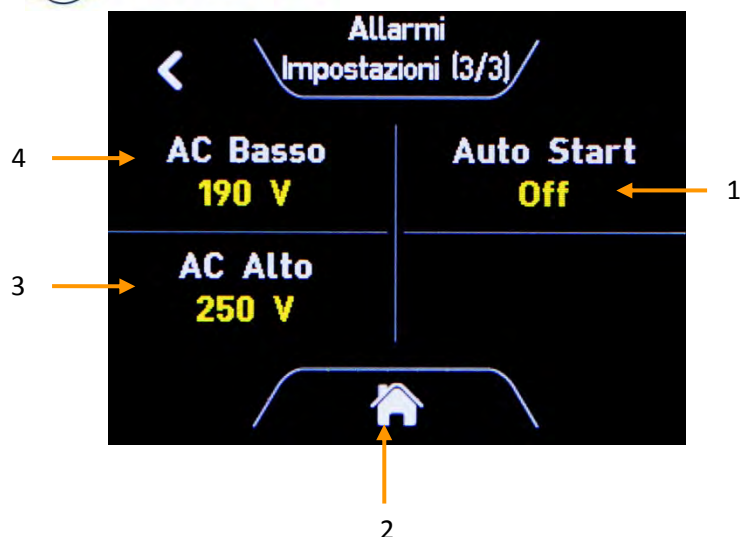 Allarmi
Impostazioni (3/3)
4
AC Basso
190 V
Auto Start
Off
1
3
AC Alto
250 V
2